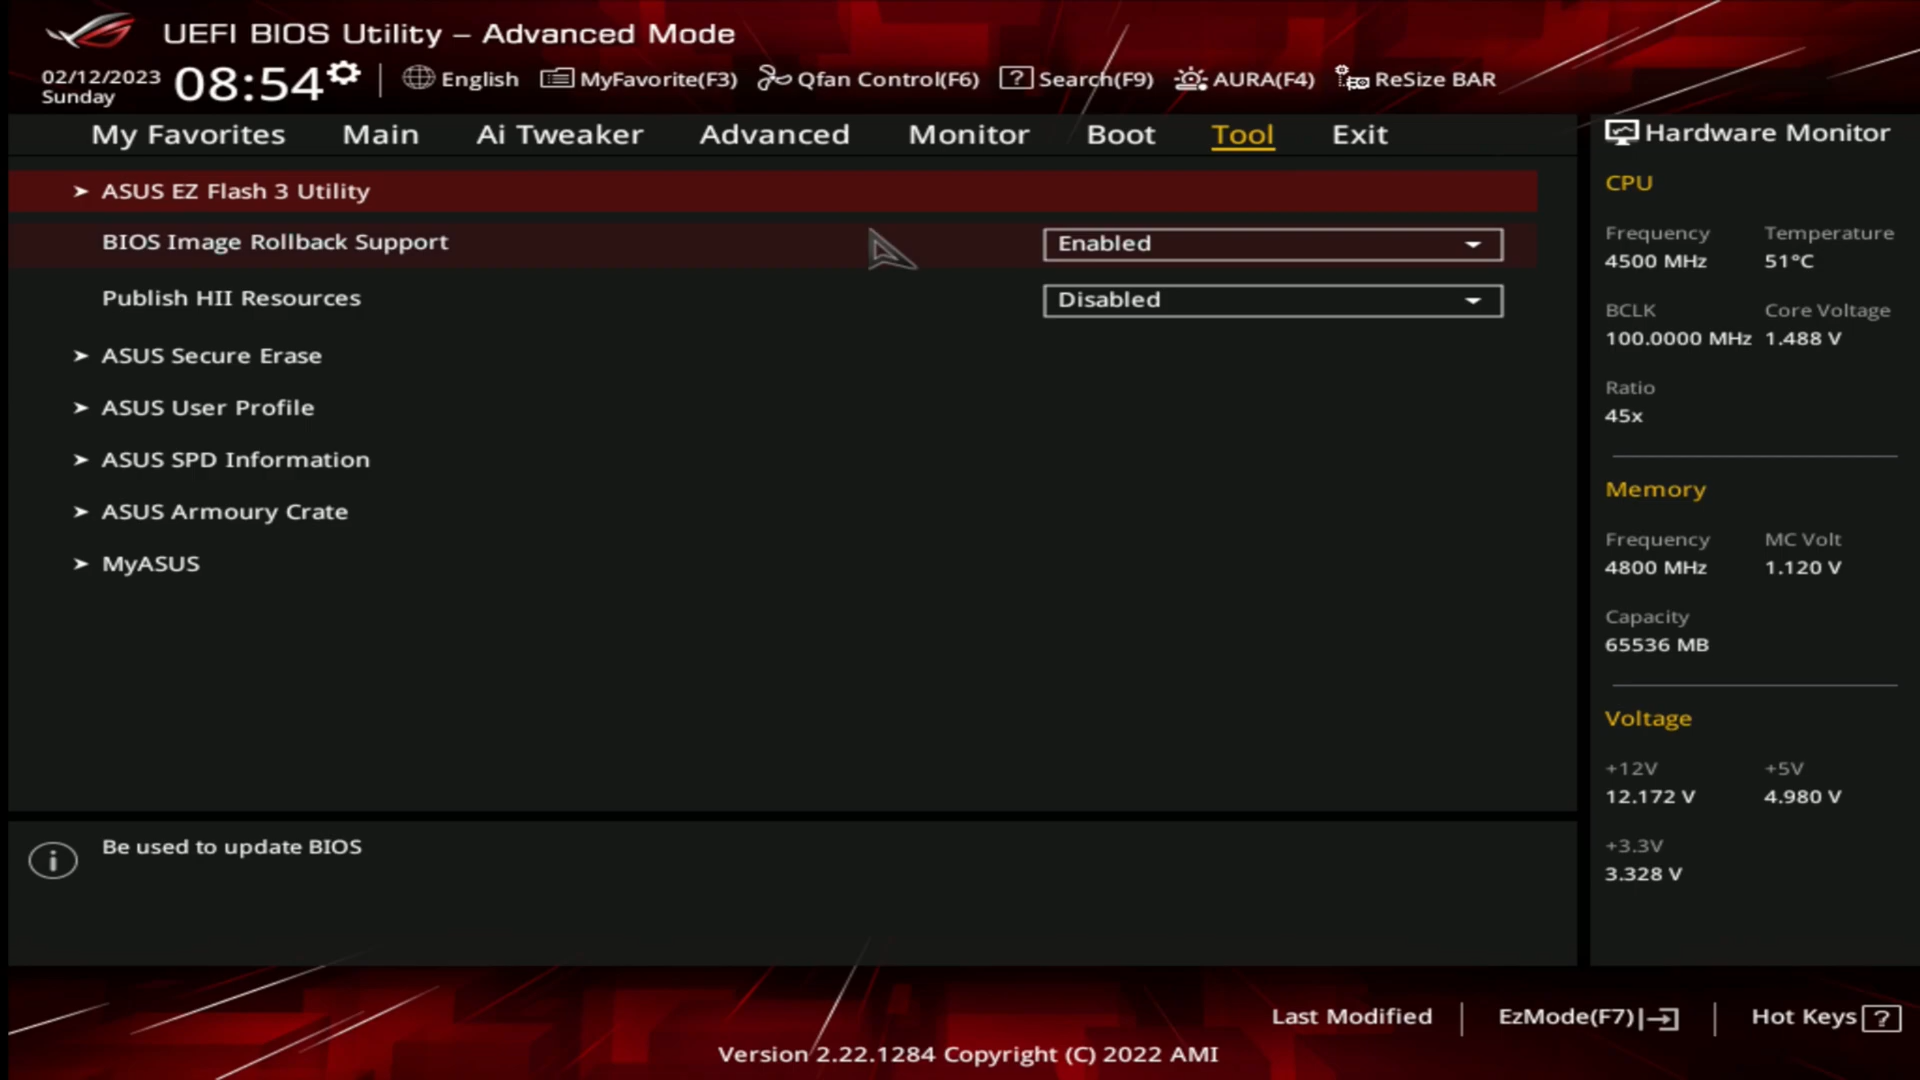 UEFI BIOS Utility – Advanced Mode
02/12/2023
Sunday
08:54
English
MyFavorite(F3)
Qfan Control(F6)
? Search(F9)
AURA(F4)
ReSize BAR
My Favorites Main Ai Tweaker Advanced Monitor Boot Tool Exit
ASUS EZ Flash 3 Utility
BIOS Image Rollback Support Enabled
Publish HII Resources Disabled
ASUS Secure Erase
ASUS User Profile
ASUS SPD Information
ASUS Armoury Crate
MyASUS
Be used to update BIOS
Hardware Monitor
CPU
Frequency Temperature
4500 MHz 51°C
BCLK Core Voltage
100.0000 MHz 1.488 V
Ratio
45x
Memory
Frequency MC Volt
4800 MHz 1.120 V
Capacity
65536 MB
Voltage
+12V +5V
12.172 V 4.980 V
+3.3V
3.328 V
Last Modified
EzMode(F7)
Hot Keys ?
Version 2.22.1284 Copyright (C) 2022 AMI